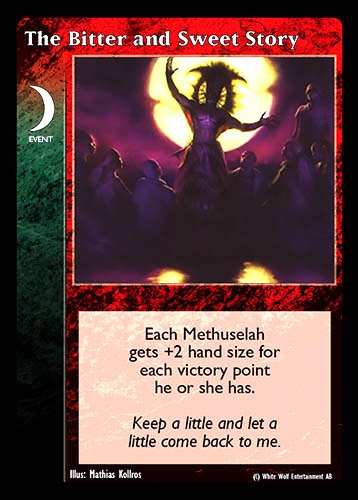 The Bitter and Sweet Story
EVENT
Each Methuselah
gets +2 hand size for
each victory point
he or she has.
Keep a little and let a
little come back to me.
Illus: Mathias Kollros
(C) White Wolf Entertainment AB